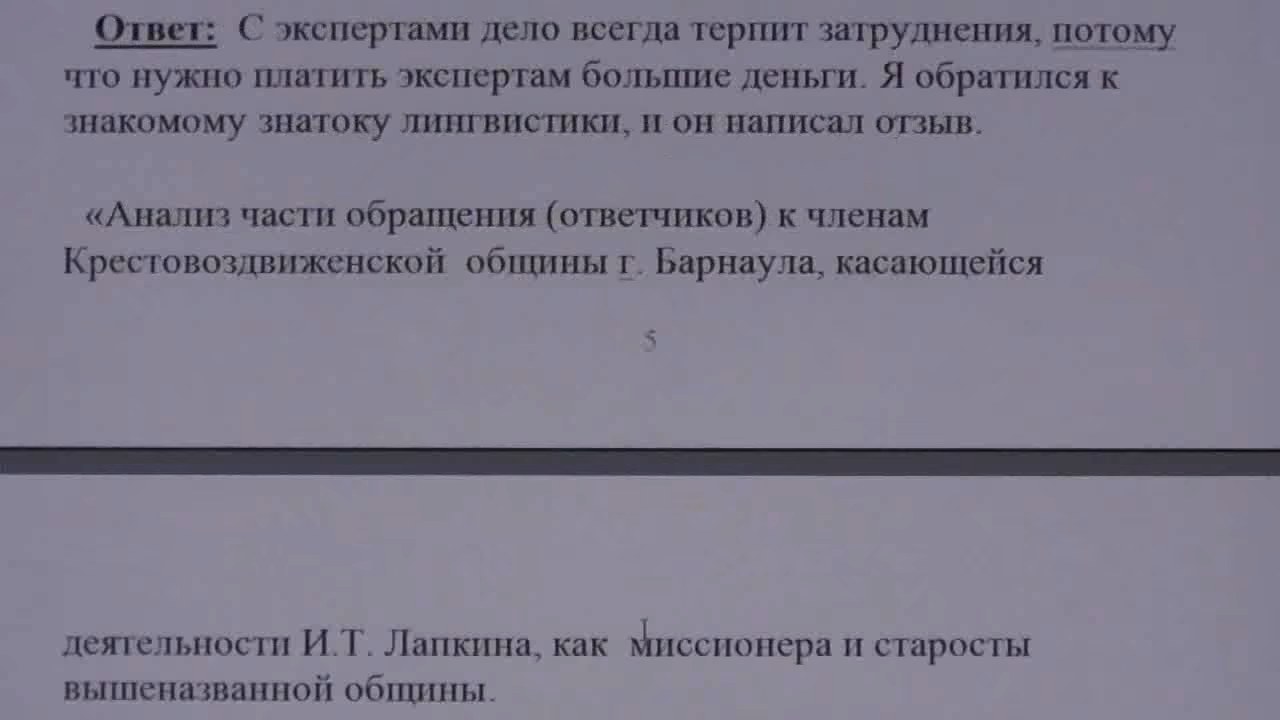 Ответ: С экспертами дело всегда терпит затруднения, потому
что нужно платить экспертам большие деньги. Я обратился к
знакомому знатоку лингвистики, и он написал отзыв.
«Анализ части обращения (ответчиков) к членам
Крестовоздвиженской общины г. Барнаула, касающейся
5
деятельности И.Т. Лапкина, как миссионера и старосты
вышеназванной общины.